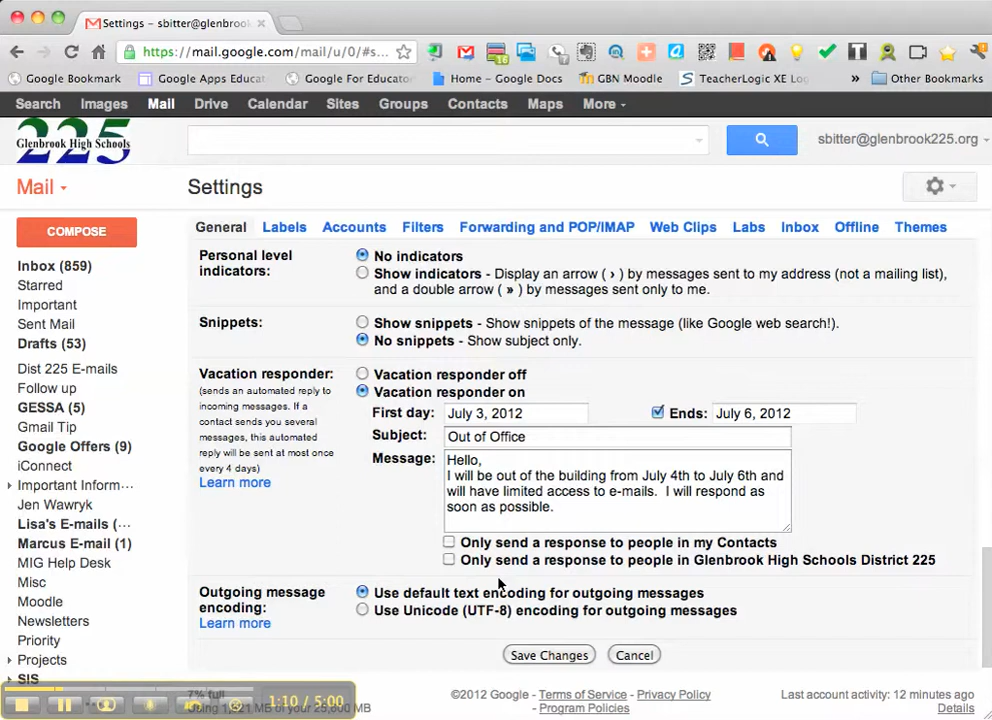 Settings - sbitter@glenbrook
https://mail.google.com/mail/u/0/#s...
Google Bookmark Google Apps Educat Google For Educator Home – Google Docs GBN Moodle TeacherLogic XE Lo » Other Bookmarks
Search Images Mail Drive Calendar Sites Groups Contacts Maps More
225
Glenbrook High Schools
sbitter@glenbrook225.org
Mail
Settings
COMPOSE
General Labels Accounts Filters Forwarding and POP/IMAP Web Clips Labs Inbox Offline Themes
Inbox (859)
Starred
Important
Sent Mail
Drafts (53)
Dist 225 E-mails
Follow up
GESSA (5)
Gmail Tip
Google Offers (9)
iConnect
Important Inform…
Jen Wawryk
Lisa's E-mails (…
Marcus E-mail (1)
MIG Help Desk
Misc
Moodle
Newsletters
Priority
Projects
SIS
Personal level
indicators:
No indicators
Show indicators - Display an arrow ( › ) by messages sent to my address (not a mailing list),
and a double arrow ( » ) by messages sent only to me.
Snippets:
Show snippets - Show snippets of the message (like Google web search!).
No snippets - Show subject only.
Vacation responder:
(sends an automated reply to
incoming messages. If a
contact sends you several
messages, this automated
reply will be sent at most once
every 4 days)
Learn more
Vacation responder off
Vacation responder on
First day: July 3, 2012 Ends: July 6, 2012
Subject: Out of Office
Message: Hello,
I will be out of the building from July 4th to July 6th and
will have limited access to e-mails. I will respond as
soon as possible.
Only send a response to people in my Contacts
Only send a response to people in Glenbrook High Schools District 225
Outgoing message
encoding:
Learn more
Use default text encoding for outgoing messages
Use Unicode (UTF-8) encoding for outgoing messages
Save Changes Cancel
7% full
MB of your 25,600 MB
1:10 / 5:00
©2012 Google - Terms of Service - Privacy Policy
- Program Policies
Last account activity: 12 minutes ago
Details